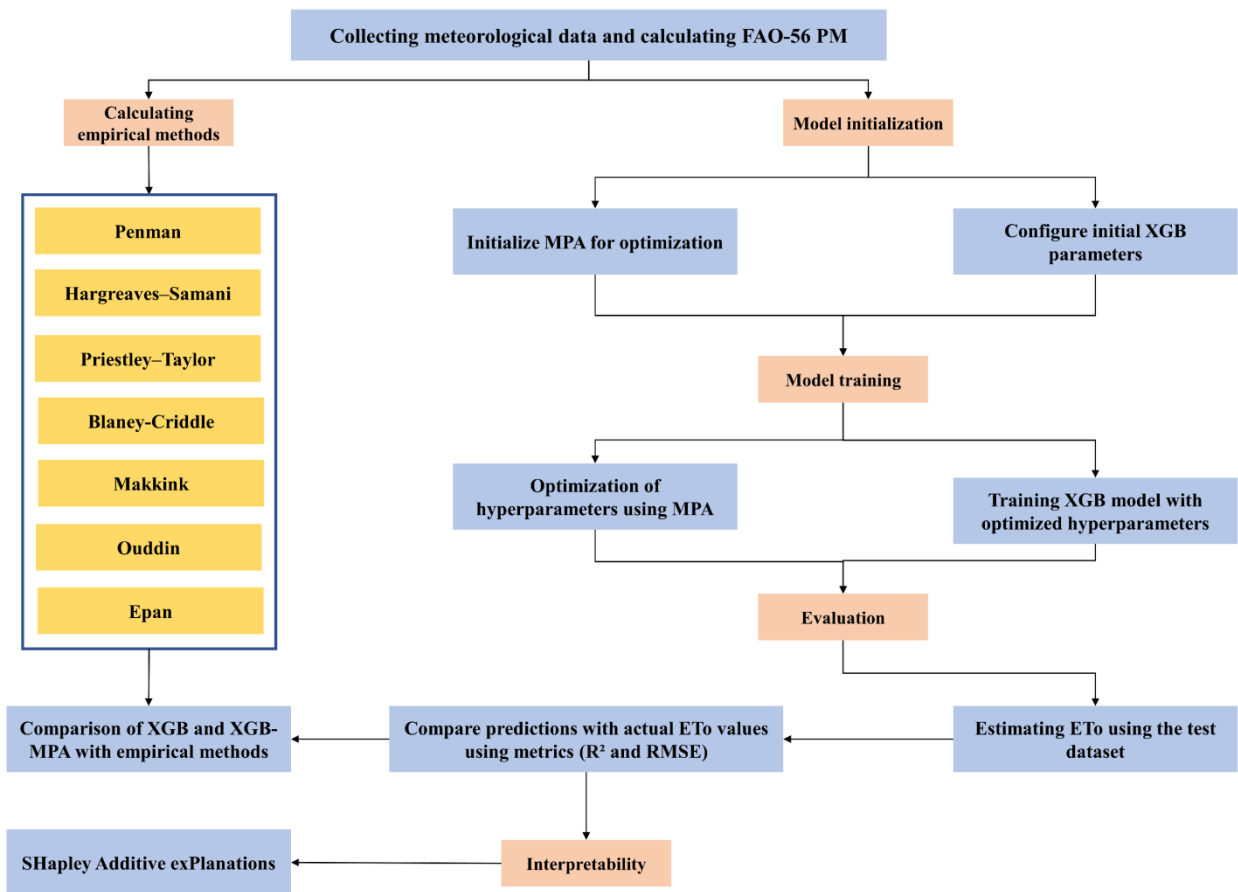 Collecting meteorological data and calculating FAO-56 PM
Calculating
empirical methods
Model initialization
Penman
Hargreaves–Samani
Priestley–Taylor
Blaney-Criddle
Makkink
Ouddin
Epan
Initialize MPA for optimization
Configure initial XGB
parameters
Model training
Optimization of
hyperparameters using MPA
Training XGB model with
optimized hyperparameters
Evaluation
Comparison of XGB and XGB-
MPA with empirical methods
Compare predictions with actual ETo values
using metrics (R² and RMSE)
Estimating ETo using the test
dataset
SHapley Additive exPlanations
Interpretability